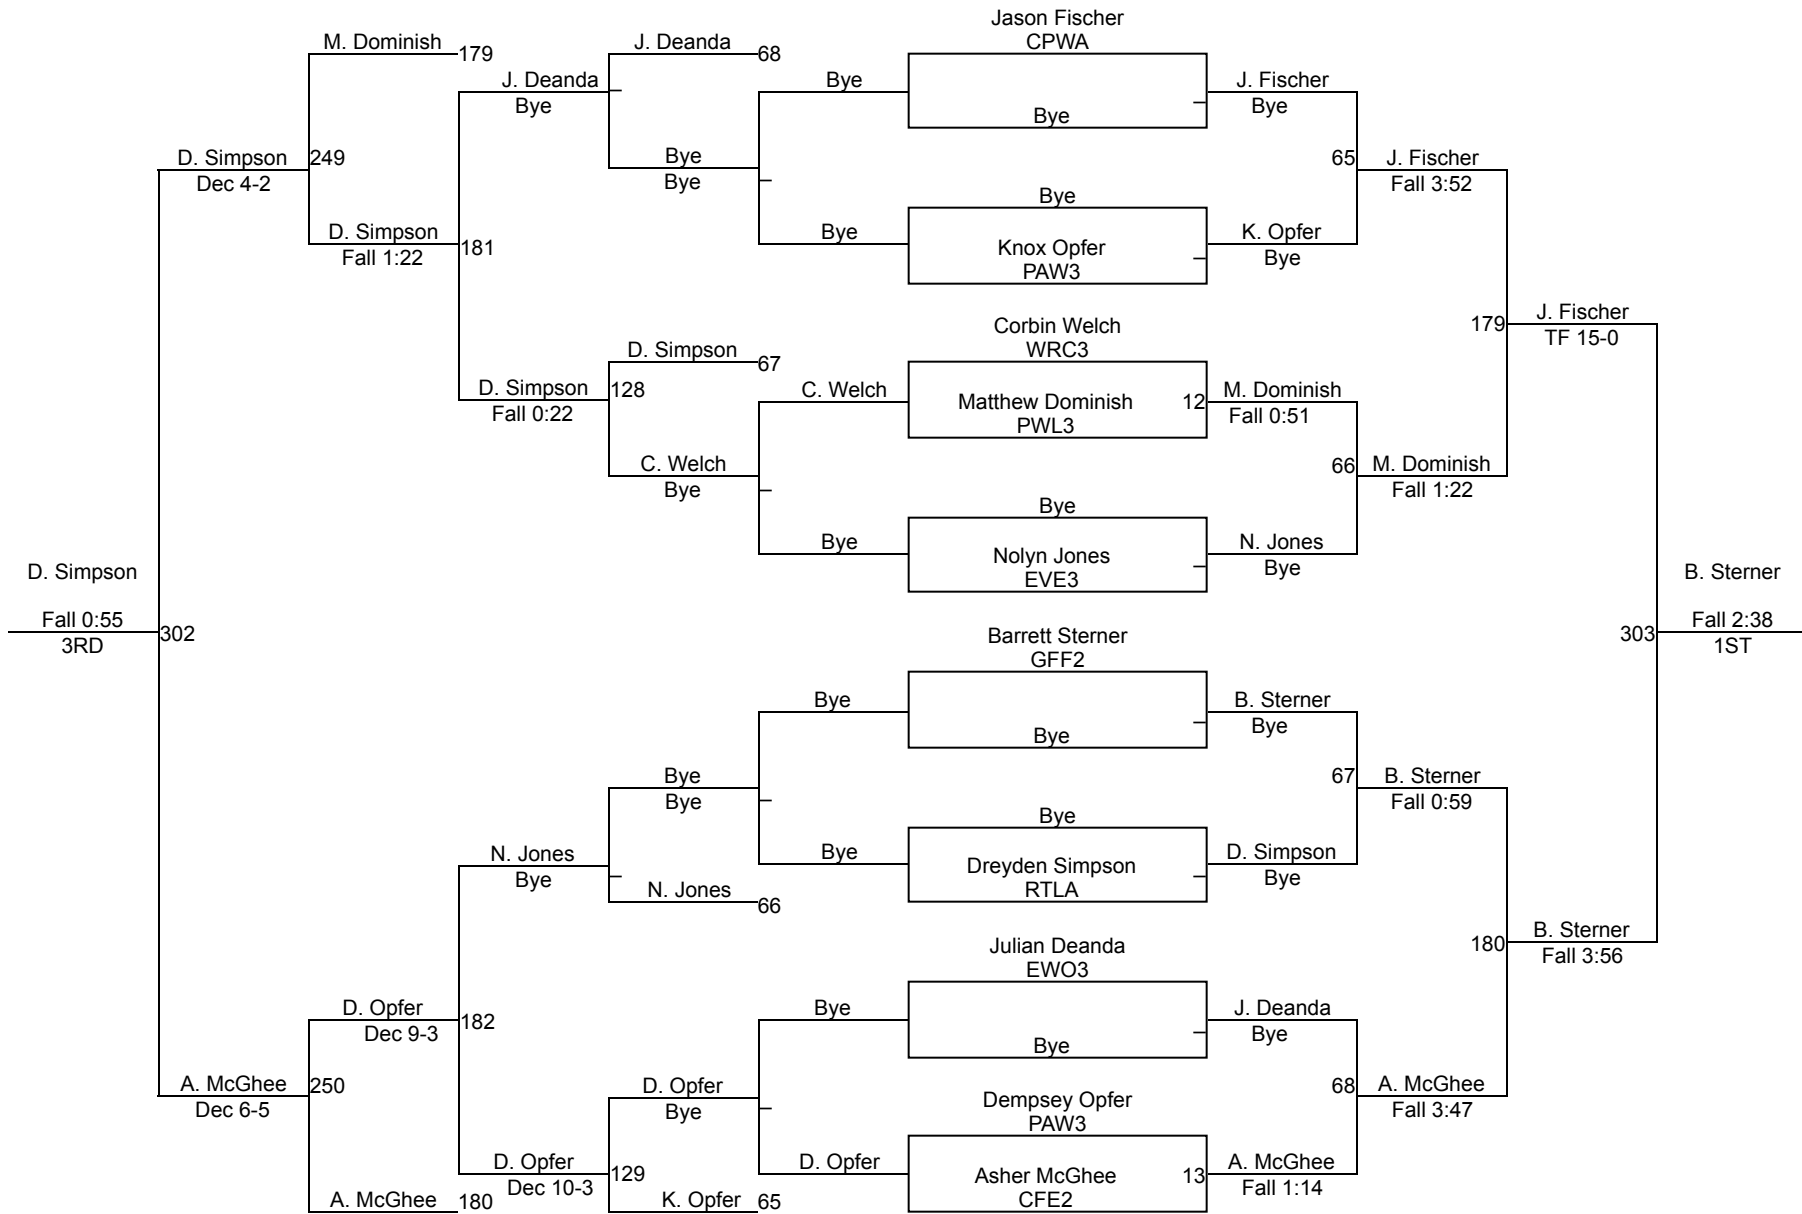 Jason Fischer
CPWA
M. Dominish
179
J. Deanda
68
J. Deanda
Bye
Bye
Bye
J. Fischer
Bye
D. Simpson
Dec 4-2
249
Bye
Bye
65
J. Fischer
Fall 3:52
Bye
D. Simpson
Fall 1:22
181
Bye
Knox Opfer
PAW3
K. Opfer
Bye
Corbin Welch
WRC3
179
J. Fischer
TF 15-0
D. Simpson
67
D. Simpson
Fall 0:22
128
C. Welch
Matthew Dominish
PWL3
12
M. Dominish
Fall 0:51
C. Welch
Bye
66
M. Dominish
Fall 1:22
Bye
Bye
Nolyn Jones
EVE3
N. Jones
Bye
D. Simpson
Fall 0:55
3RD
302
B. Sterner
303
Fall 2:38
1ST
Barrett Sterner
GFF2
Bye
Bye
B. Sterner
Bye
Bye
Bye
67
B. Sterner
Fall 0:59
Bye
N. Jones
Bye
Bye
Dreyden Simpson
RTLA
D. Simpson
Bye
N. Jones
66
Julian Deanda
EWO3
180
B. Sterner
Fall 3:56
D. Opfer
Dec 9-3
182
Bye
Bye
J. Deanda
Bye
A. McGhee
Dec 6-5
250
D. Opfer
Bye
Dempsey Opfer
PAW3
68
A. McGhee
Fall 3:47
D. Opfer
Dec 10-3
129
D. Opfer
Asher McGhee
CFE2
13
A. McGhee
Fall 1:14
A. McGhee
180
K. Opfer
65